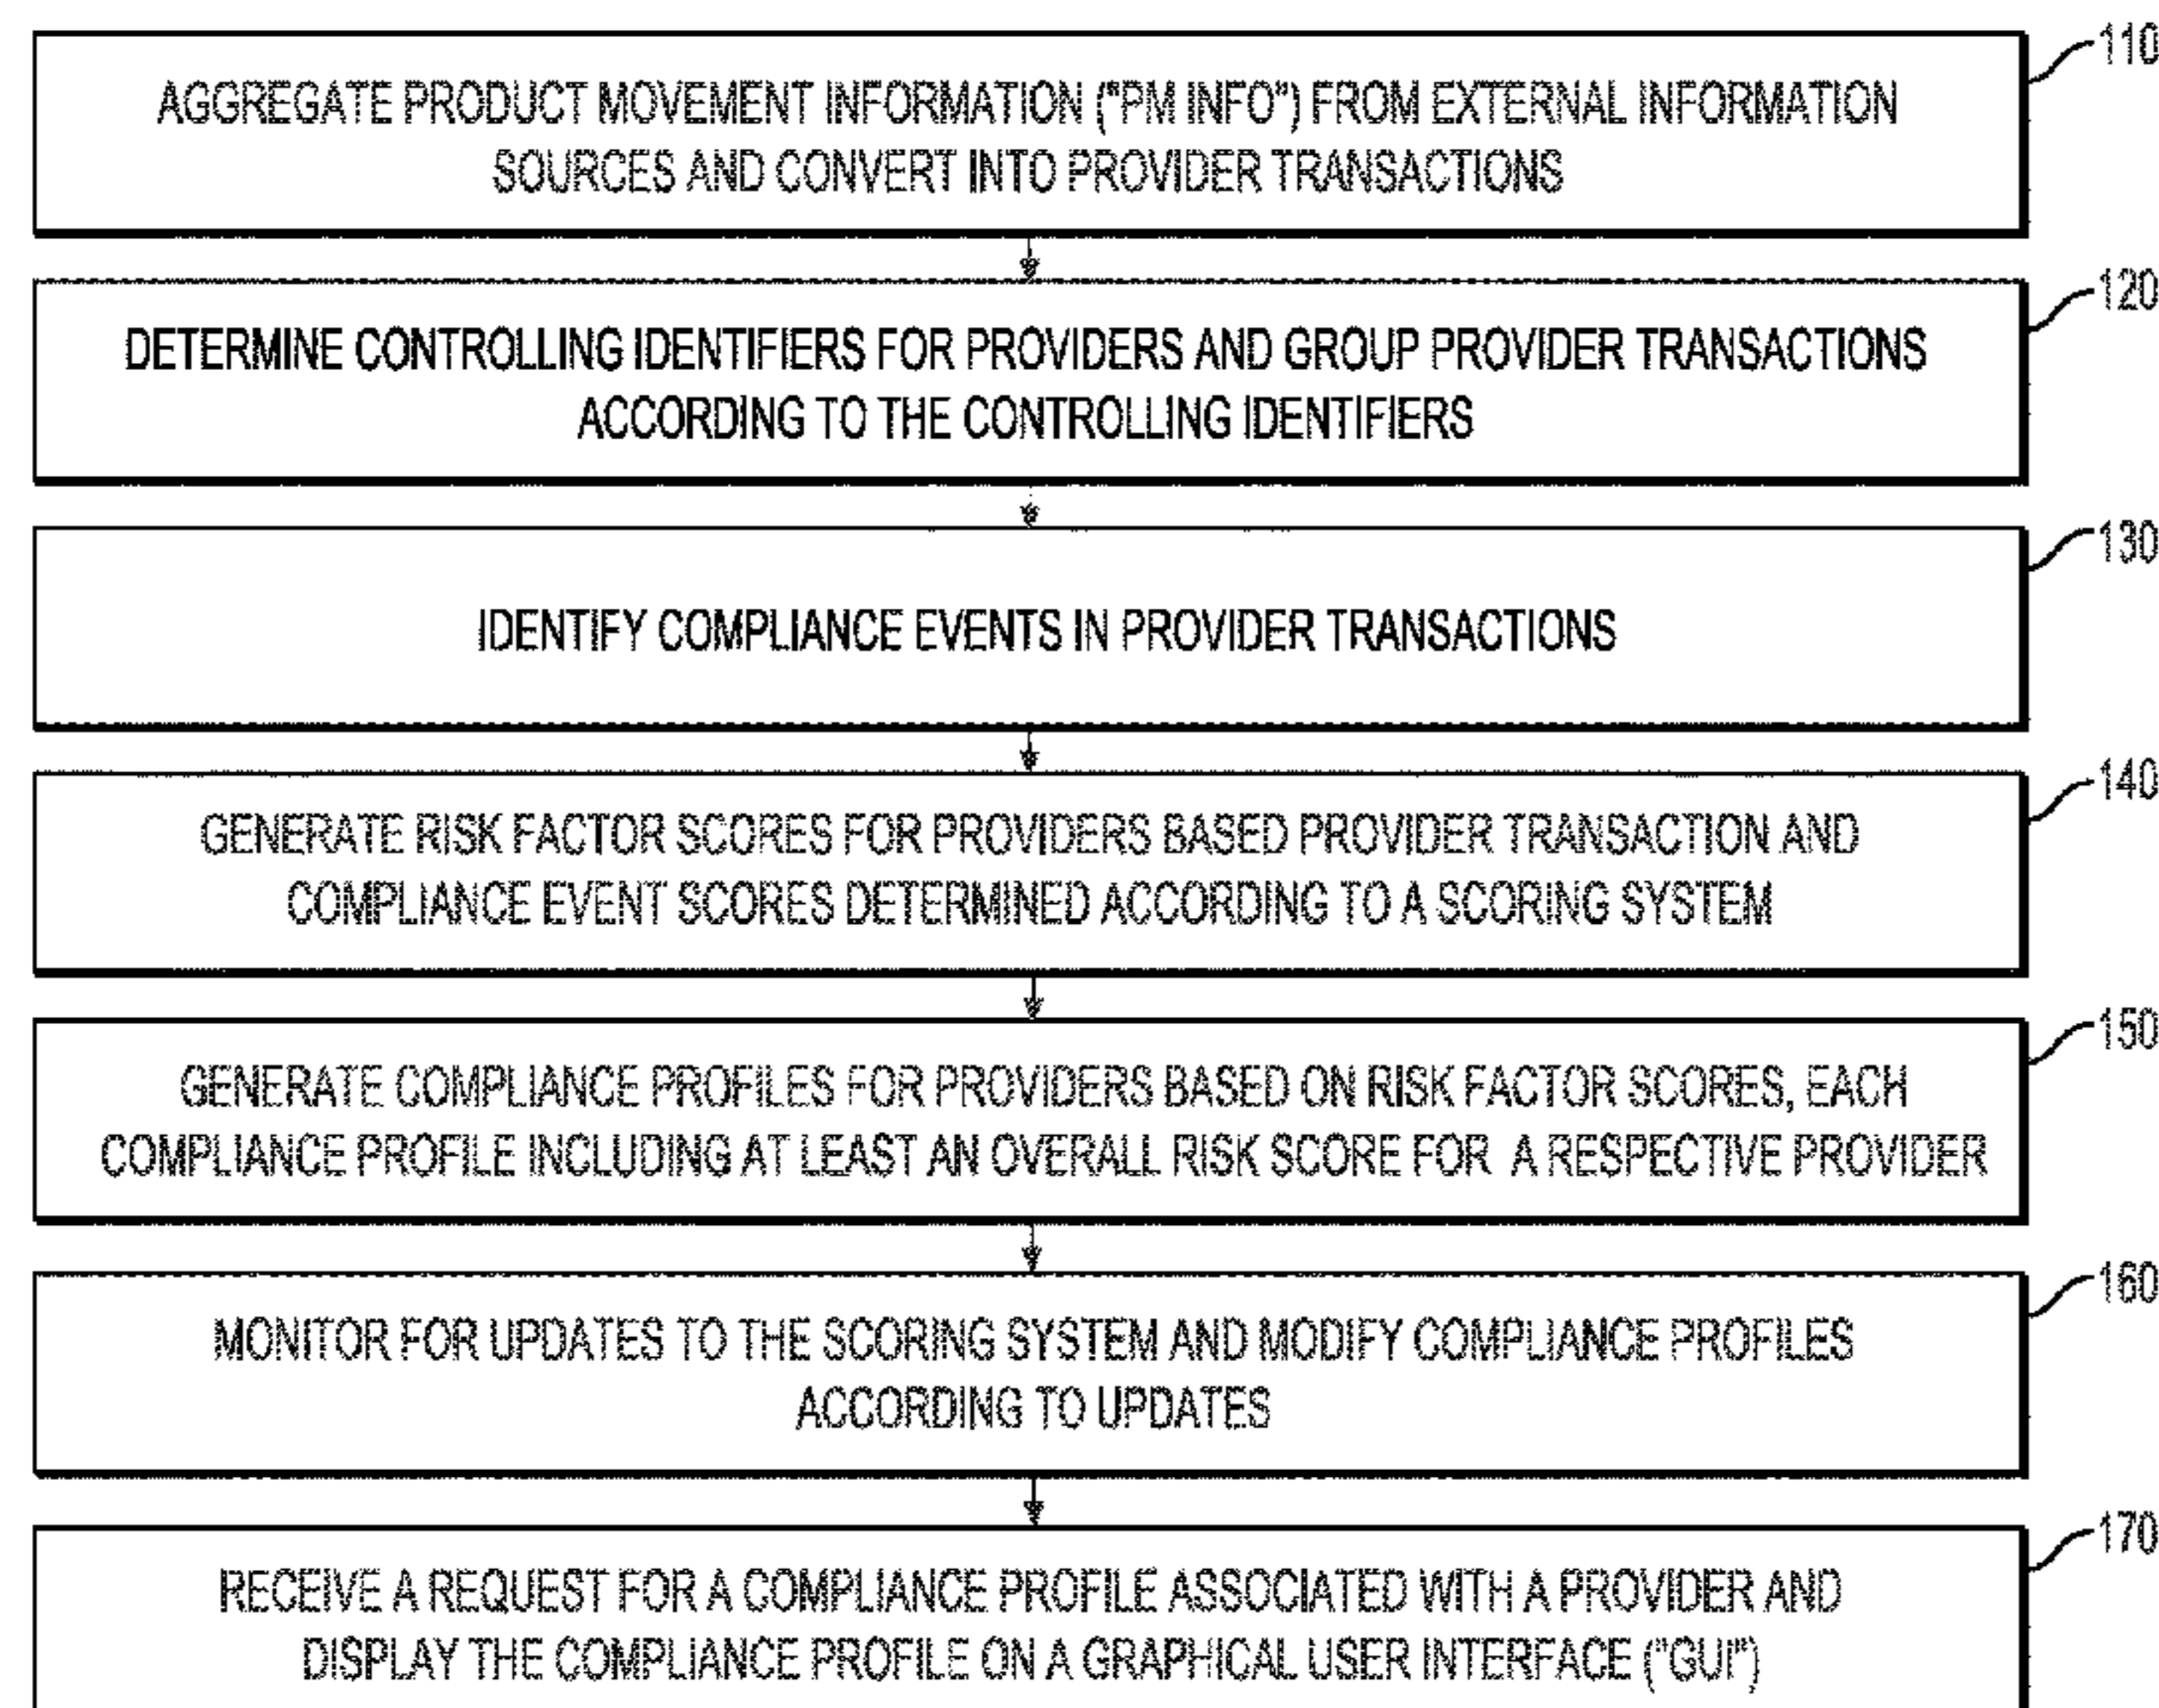 110
AGGREGATE PRODUCT MOVEMENT INFORMATION ("PM INFO") FROM EXTERNAL INFORMATION
SOURCES AND CONVERT INTO PROVIDER TRANSACTIONS
120
DETERMINE CONTROLLING IDENTIFIERS FOR PROVIDERS AND GROUP PROVIDER TRANSACTIONS
ACCORDING TO THE CONTROLLING IDENTIFIERS
130
IDENTIFY COMPLIANCE EVENTS IN PROVIDER TRANSACTIONS
140
GENERATE RISK FACTOR SCORES FOR PROVIDERS BASED PROVIDER TRANSACTION AND
COMPLIANCE EVENT SCORES DETERMINED ACCORDING TO A SCORING SYSTEM
150
GENERATE COMPLIANCE PROFILES FOR PROVIDERS BASED ON RISK FACTOR SCORES, EACH
COMPLIANCE PROFILE INCLUDING AT LEAST AN OVERALL RISK SCORE FOR A RESPECTIVE PROVIDER
160
MONITOR FOR UPDATES TO THE SCORING SYSTEM AND MODIFY COMPLIANCE PROFILES
ACCORDING TO UPDATES
170
RECEIVE A REQUEST FOR A COMPLIANCE PROFILE ASSOCIATED WITH A PROVIDER AND
DISPLAY THE COMPLIANCE PROFILE ON A GRAPHICAL USER INTERFACE ("GUI")